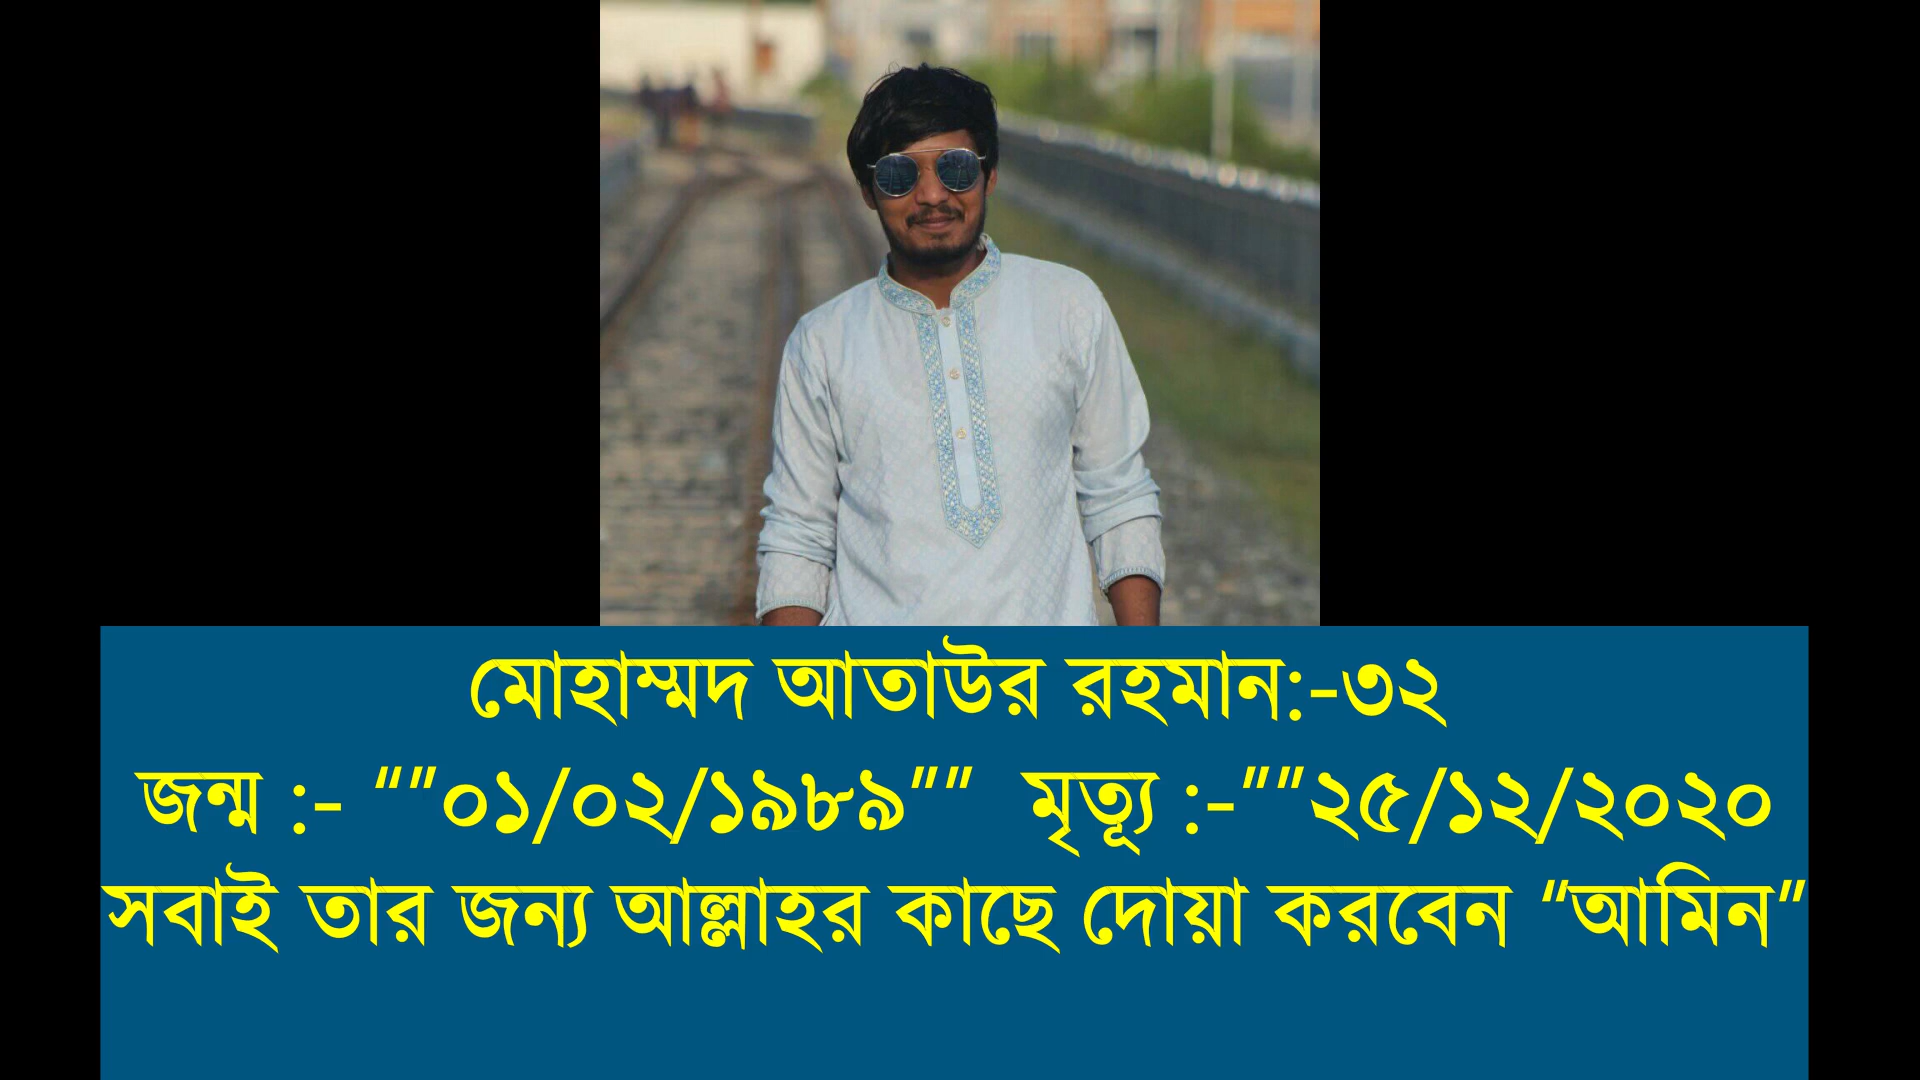 মোহাম্মদ আতাউর রহমান:-৩২
জন্ম :- “”০১/০২/১৯৮৯”” মৃত্যূ :-””২৫/১২/২০২০
সবাই তার জন্য আল্লাহর কাছে দোয়া করবেন “আমিন”